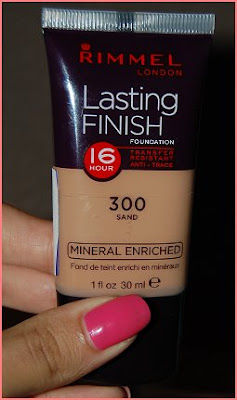 RIMMEL
LONDON
Lasting
FINISH
FOUNDATION
16
HOUR
TRANSFER
RESISTANT
ANTI - TRACE
300
SAND
MINERAL ENRICHED
Fond de teint enrichi en minéraux
1 fl oz 30 ml e